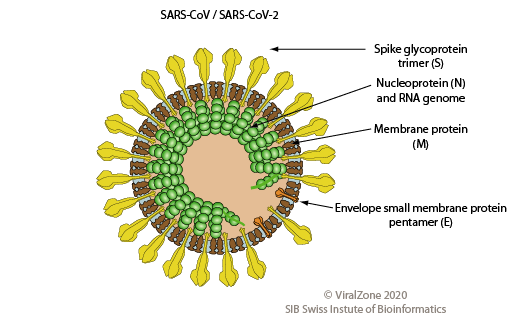 SARS-CoV / SARS-CoV-2
Spike glycoprotein
trimer (S)
Nucleoprotein (N)
and RNA genome
Membrane protein
(M)
Envelope small membrane protein
pentamer (E)
© ViralZone 2020
SIB Swiss Instute of Bioinformatics